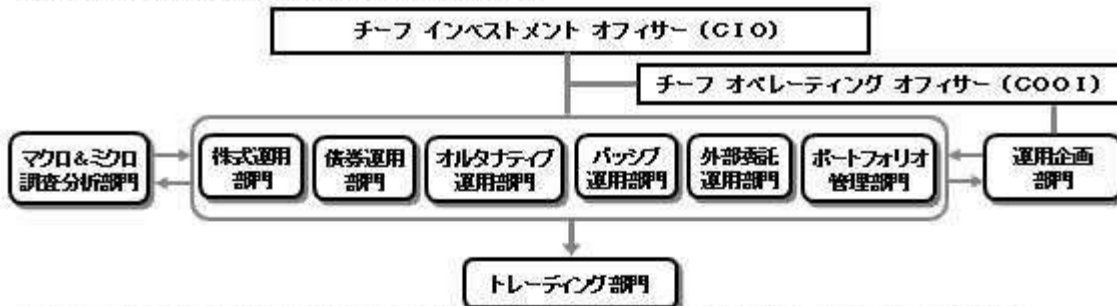 チーフ インベストメント オフィサー (CIO)
チーフ オペレーティング オフィサー (COOI)
マクロ&ミクロ
調査分析部門
株式運用
部門
債券運用
部門
オルタナティブ
運用部門
パッシブ
運用部門
外部委託
運用部門
ポートフォリオ
管理部門
運用企画
部門
トレーディング部門